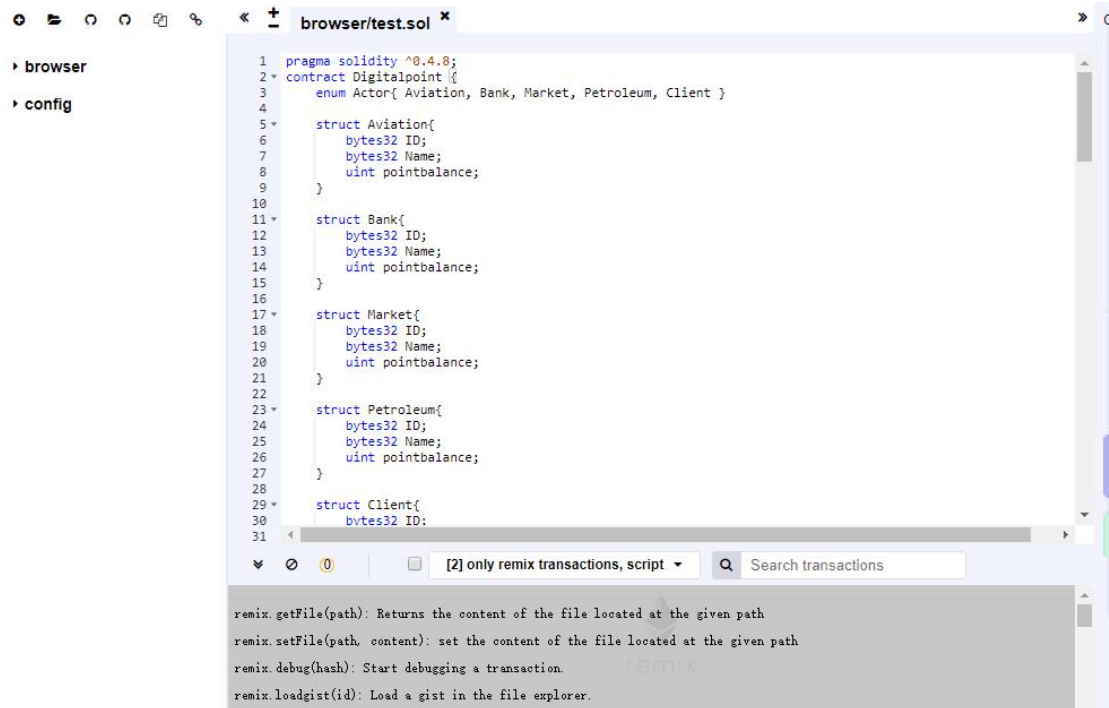 browser/test.sol
browser
config
1 pragma solidity ^0.4.8;
2 contract Digitalpoint {
3 enum Actor{ Aviation, Bank, Market, Petroleum, Client }
4
5 struct Aviation{
6 bytes32 ID;
7 bytes32 Name;
8 uint pointbalance;
9 }
10
11 struct Bank{
12 bytes32 ID;
13 bytes32 Name;
14 uint pointbalance;
15 }
16
17 struct Market{
18 bytes32 ID;
19 bytes32 Name;
20 uint pointbalance;
21 }
22
23 struct Petroleum{
24 bytes32 ID;
25 bytes32 Name;
26 uint pointbalance;
27 }
28
29 struct Client{
30 bytes32 ID;
31
0 [2] only remix transactions, script Search transactions
remix.getFile(path): Returns the content of the file located at the given path
remix.setFile(path, content): set the content of the file located at the given path
remix.debug(hash): Start debugging a transaction.
remix
remix.loadgist(id): Load a gist in the file explorer.